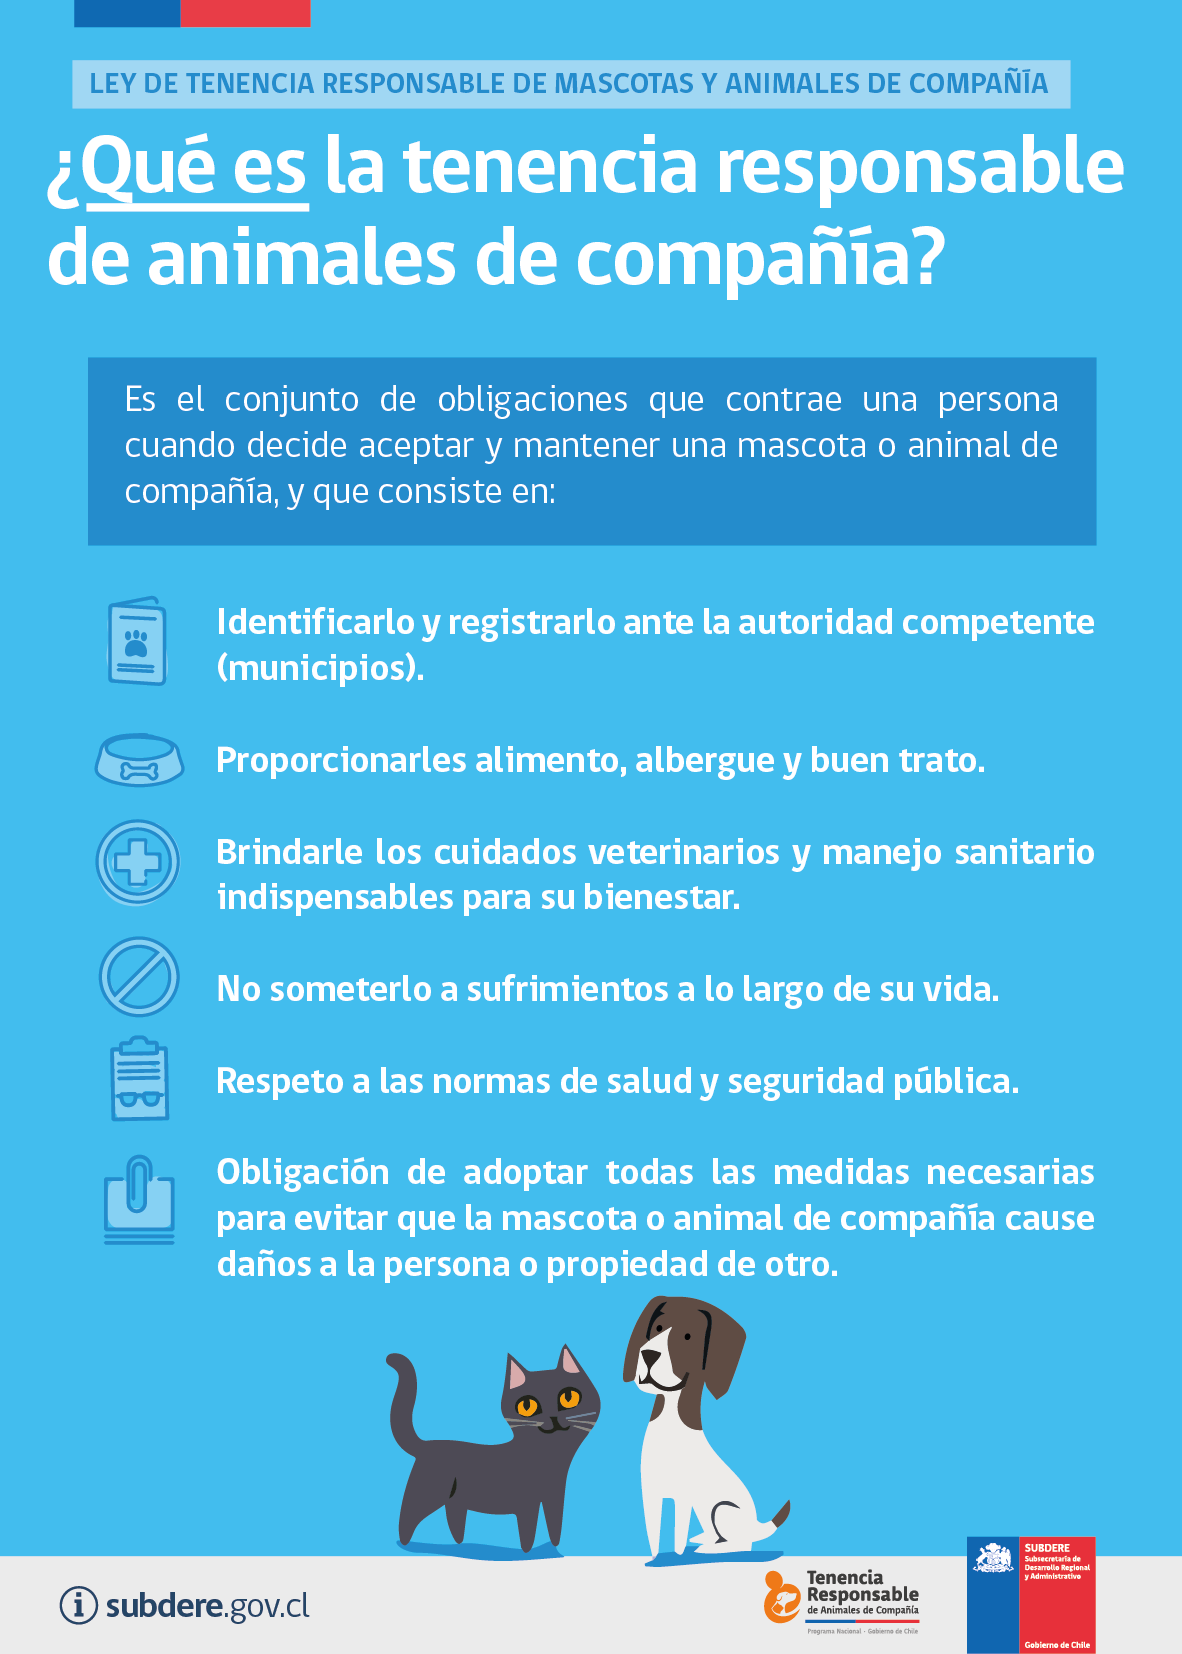 LEY DE TENENCIA RESPONSABLE DE MASCOTAS Y ANIMALES DE COMPAÑÍA
¿Qué es la tenencia responsable
de animales de compañía?
Es el conjunto de obligaciones que contrae una persona
cuando decide aceptar y mantener una mascota o animal de
compañía, y que consiste en:
Identificarlo y registrarlo ante la autoridad competente
(municipios).
Proporcionarles alimento, albergue y buen trato.
Brindarle los cuidados veterinarios y manejo sanitario
indispensables para su bienestar.
No someterlo a sufrimientos a lo largo de su vida.
Respeto a las normas de salud y seguridad pública.
Obligación de adoptar todas las medidas necesarias
para evitar que la mascota o animal de compañía cause
daños a la persona o propiedad de otro.
i subdere.gov.cl
Tenencia
Responsable
de Animales de Compañía
Programa Nacional - Gobierno de Chile
SUBDERE
Subsecretaría de
Desarrollo Regional
y Administrativo
Gobierno de Chile